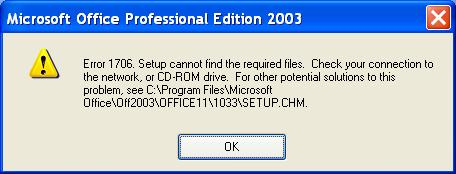 Microsoft Office Professional Edition 2003
Error 1706. Setup cannot find the required files. Check your connection to
the network, or CD-ROM drive. For other potential solutions to this
problem, see C:\Program Files\Microsoft
Office\Off2003\OFFICE11\1033\SETUP.CHM.
OK